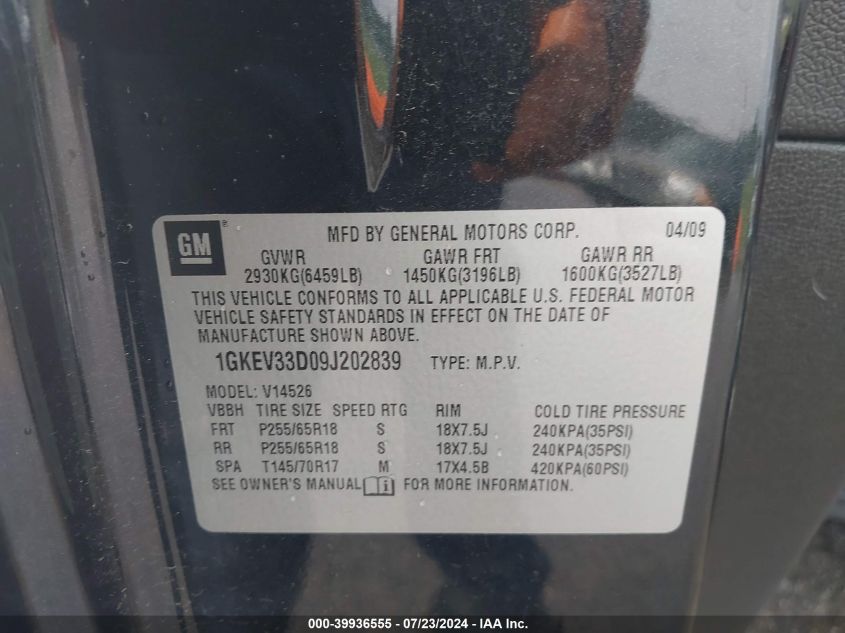 GM ®
MFD BY GENERAL MOTORS CORP. 04/09
GVWR GAWR FRT GAWR RR
2930KG(6459LB) 1450KG(3196LB) 1600KG(3527LB)
THIS VEHICLE CONFORMS TO ALL APPLICABLE U.S. FEDERAL MOTOR
VEHICLE SAFETY STANDARDS IN EFFECT ON THE DATE OF
MANUFACTURE SHOWN ABOVE.
1GKEV33D09J202839 TYPE: M.P.V.
MODEL: V14526
VBBH TIRE SIZE SPEED RTG RIM COLD TIRE PRESSURE
FRT P255/65R18 S 18X7.5J 240KPA(35PSI)
RR P255/65R18 S 18X7.5J 240KPA(35PSI)
SPA T145/70R17 M 17X4.5B 420KPA(60PSI)
SEE OWNER'S MANUAL i FOR MORE INFORMATION.
000-39936555 / 07/23/2024 - IAA Inc.